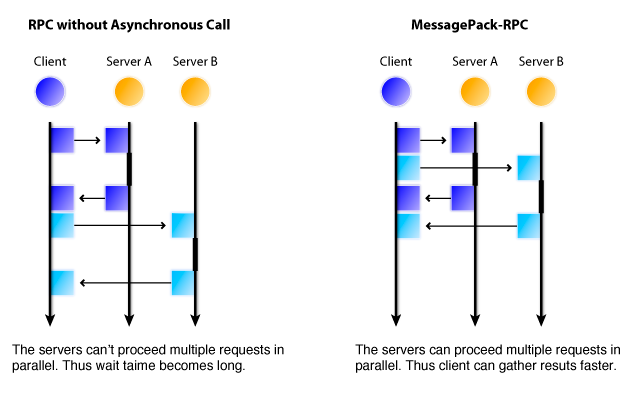 RPC without Asynchronous Call
Client Server A Server B
The servers can't proceed multiple requests in
parallel. Thus wait taime becomes long.
MessagePack-RPC
Client Server A Server B
The servers can proceed multiple requests in
parallel. Thus client can gather resuts faster.